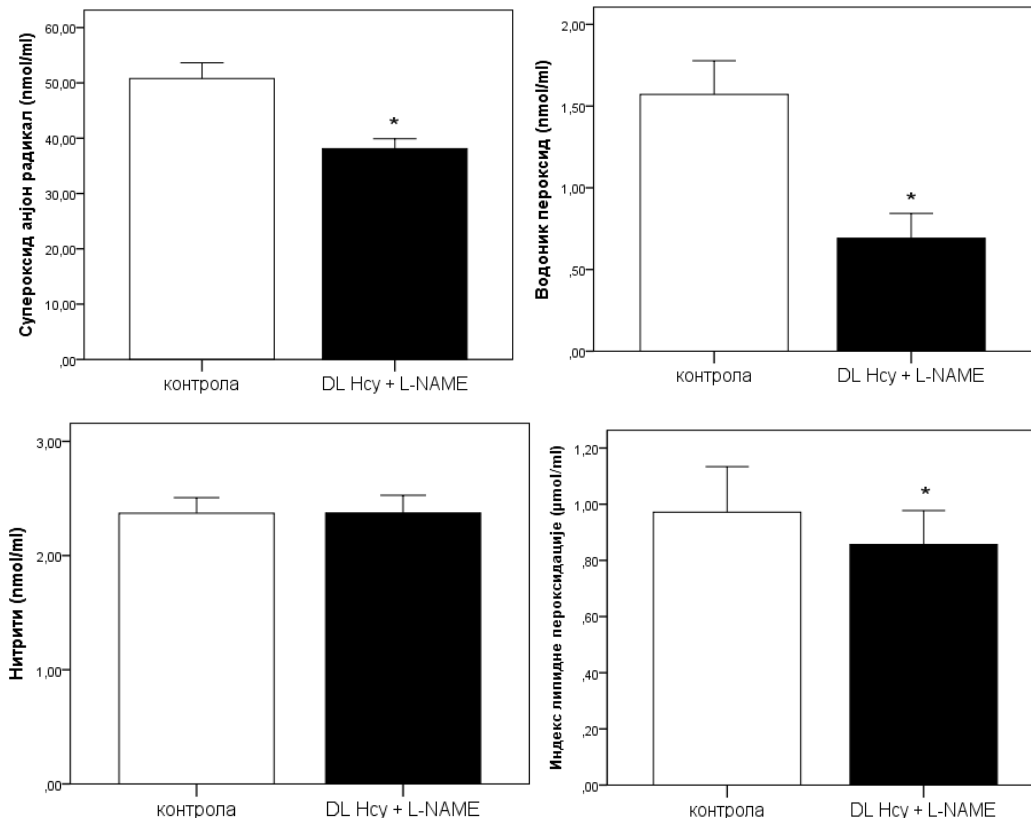 Супероксид анјон радикал (nmol/ml)
60,00
50,00
40,00
30,00
20,00
10,00
,00
*
контрола
DL Hcy + L-NAME
Водоник пероксид (nmol/ml)
2,00
1,50
1,00
,50
,00
*
контрола
DL Hcy + L-NAME
Нитрити (nmol/ml)
3,00
2,00
1,00
,00
контрола
DL Hcy + L-NAME
Индекс липидне пероксидације (µmol/ml)
1,20
1,00
,80
,60
,40
,20
,00
*
контрола
DL Hcy + L-NAME